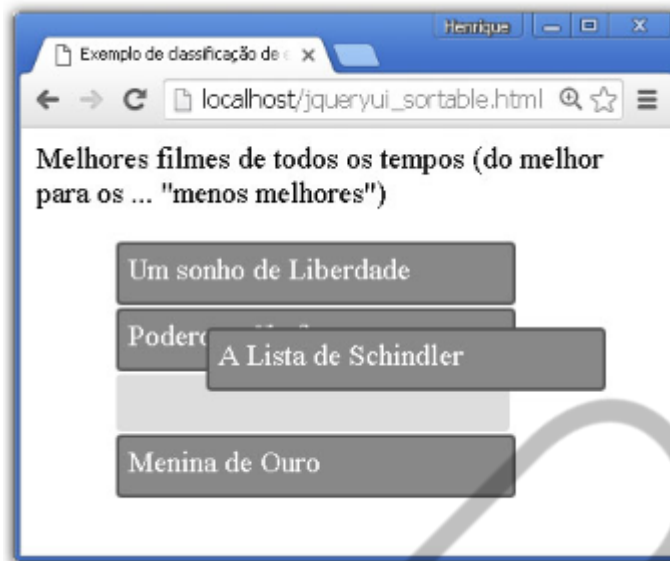 Henrique
Exemplo de classificação de e
localhost/jqueryui_sortable.html
Melhores filmes de todos os tempos (do melhor
para os ... "menos melhores")
Um sonho de Liberdade
A Lista de Schindler
Menina de Ouro